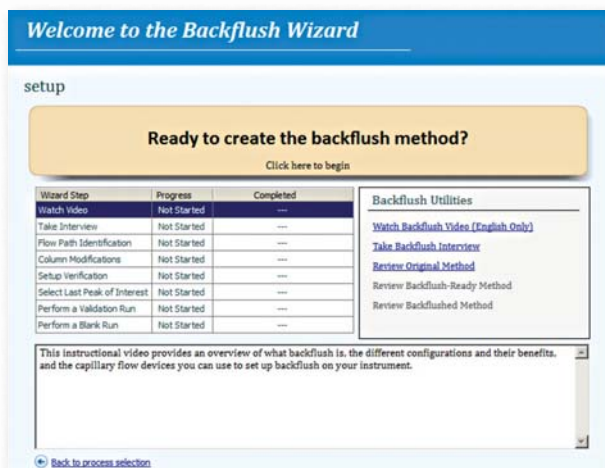 Welcome to the Backflush Wizard
setup
Ready to create the backflush method?
Click here to begin
Wizard Step Progress Completed
Watch Video Not Started ---
Take Interview Not Started ---
Flow Path Identification Not Started ---
Column Modifications Not Started ---
Setup Verification Not Started ---
Select Last Peak of Interest Not Started ---
Perform a Validation Run Not Started ---
Perform a Blank Run Not Started ---
Backflush Utilities
Watch Backflush Video (English Only)
Take Backflush Interview
Review Original Method
Review Backflush-Ready Method
Review Backflushed Method
This instructional video provides an overview of what backflush is, the different configurations and their benefits,
and the capillary flow devices you can use to set up backflush on your instrument.
Back to process selection